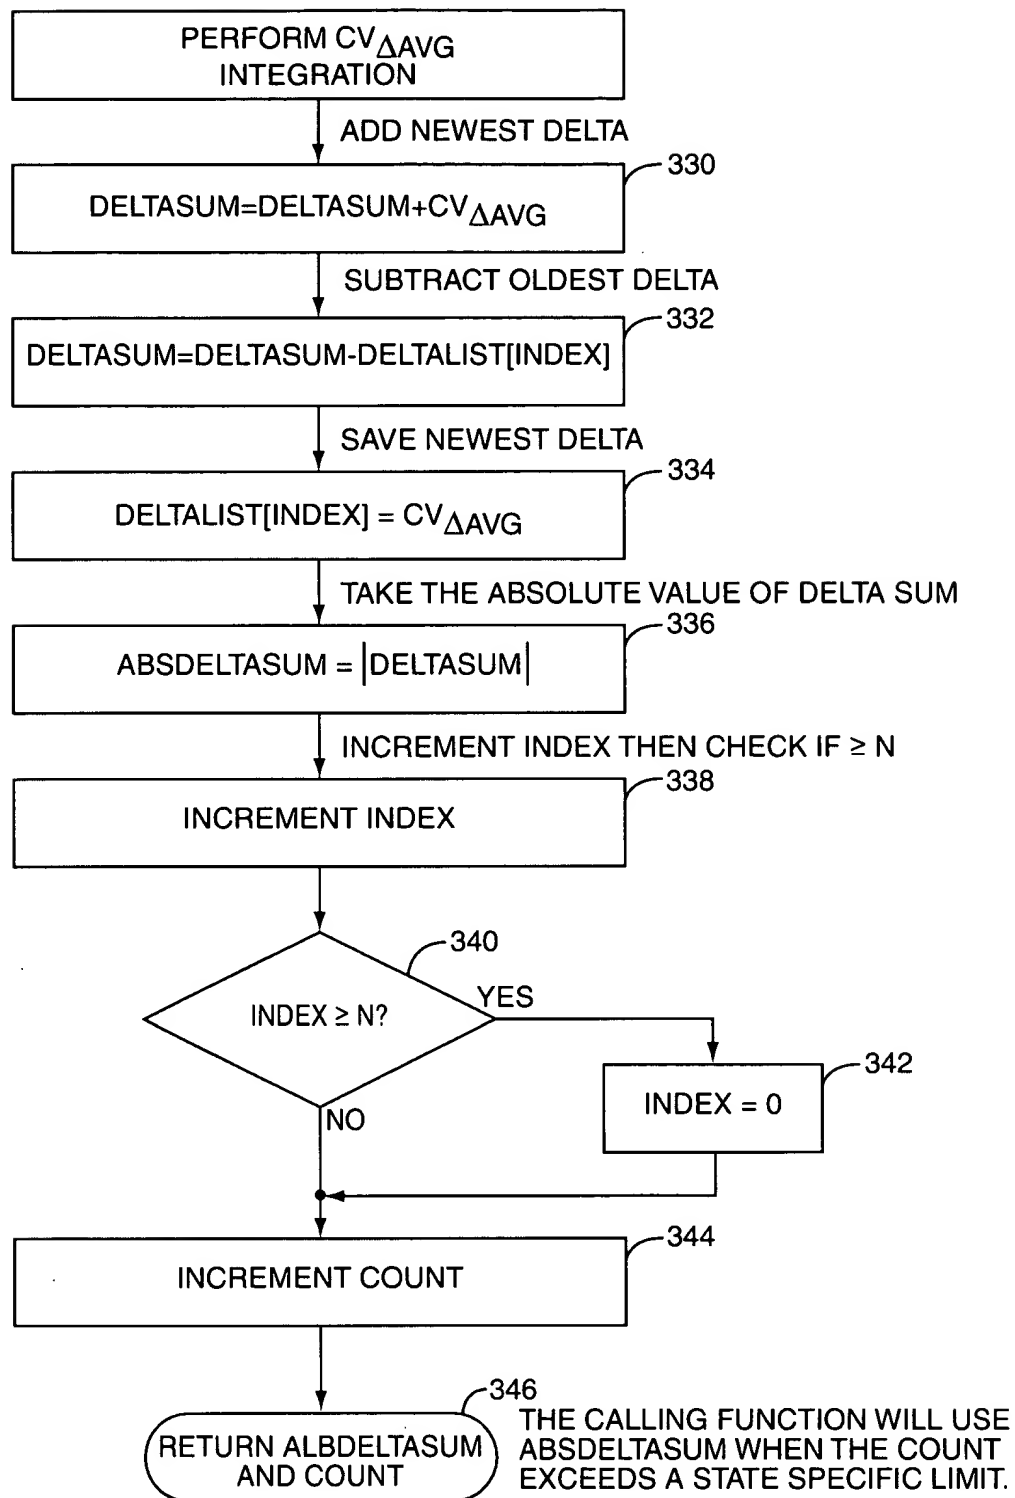 PERFORM CVΔAVG
INTEGRATION
ADD NEWEST DELTA
330
DELTASUM=DELTASUM+CVΔAVG
SUBTRACT OLDEST DELTA
332
DELTASUM=DELTASUM-DELTALIST[INDEX]
SAVE NEWEST DELTA
334
DELTALIST[INDEX] = CVΔAVG
TAKE THE ABSOLUTE VALUE OF DELTA SUM
336
ABSDELTASUM = |DELTASUM|
INCREMENT INDEX THEN CHECK IF ≥ N
338
INCREMENT INDEX
340
INDEX ≥ N?
YES
342
INDEX = 0
NO
344
INCREMENT COUNT
346
RETURN ALBDELTASUM
AND COUNT
THE CALLING FUNCTION WILL USE
ABSDELTASUM WHEN THE COUNT
EXCEEDS A STATE SPECIFIC LIMIT.